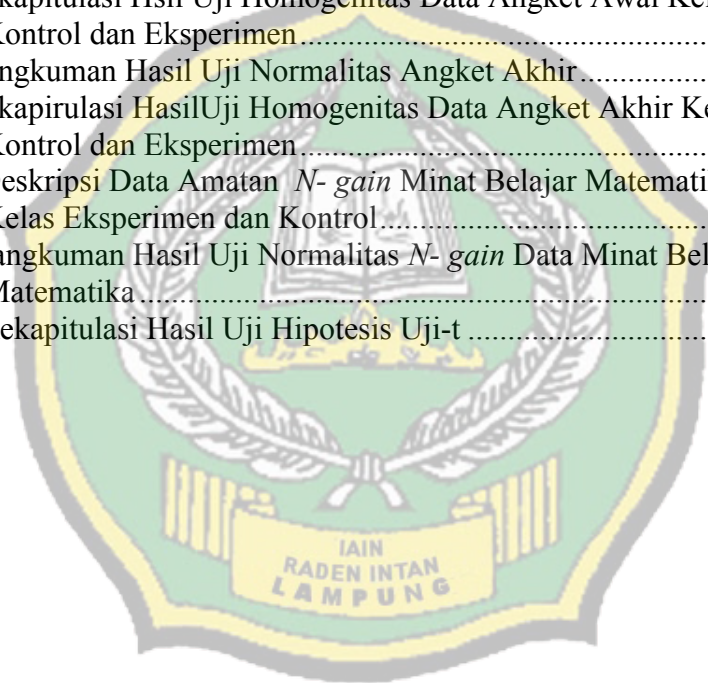 kapitulasi Hsil Uji Homogenitas Data Angket Awal Kel
Kontrol dan Eksperimen
ngkuman Hasil Uji Normalitas Angket Akhir
kapirulasi HasilUji Homogenitas Data Angket Akhir Ke
Kontrol dan Eksperimen
eskripsi Data Amatan N- gain Minat Belajar Matemati
Kelas Eksperimen dan Kontrol
angkuman Hasil Uji Normalitas N- gain Data Minat Bel
Matematika
ekapitulasi Hasil Uji Hipotesis Uji-t
IAIN
RADEN INTAN
LAMPUNG